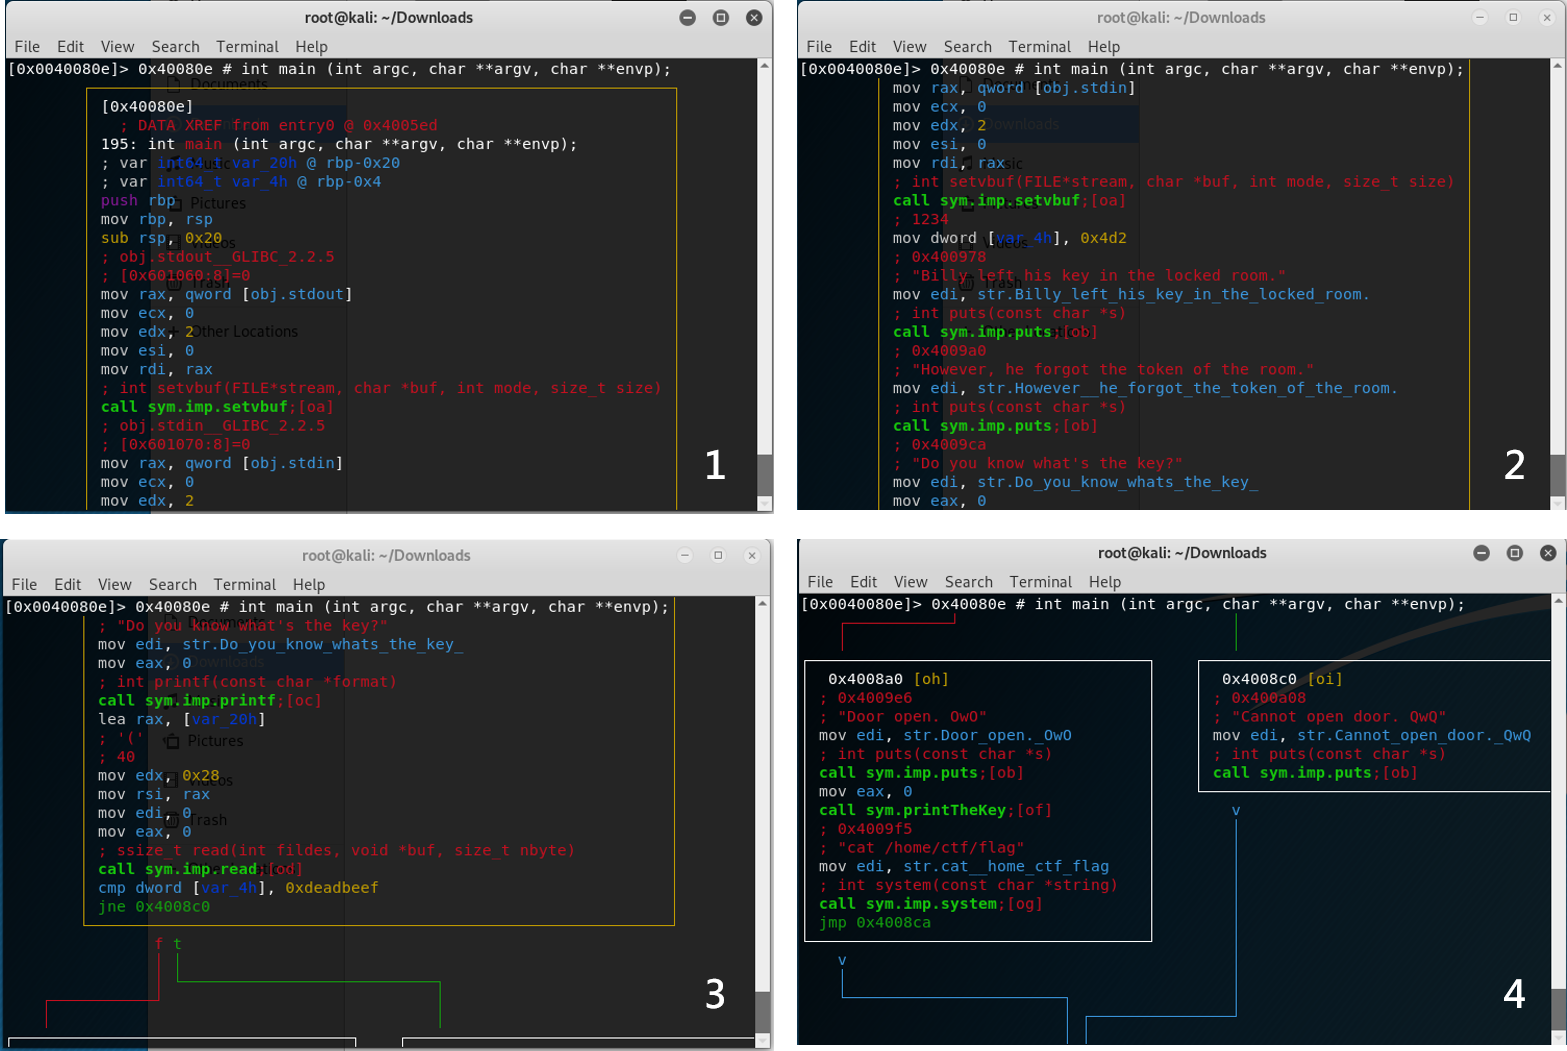 root@kali: ~/Downloads
File Edit View Search Terminal Help
[0x0040080e]> 0x40080e # int main (int argc, char **argv, char **envp);
[0x40080e]
; DATA XREF from entry0 @ 0x4005ed
195: int main (int argc, char **argv, char **envp);
; var int64_t var_20h @ rbp-0x20
; var int64_t var_4h @ rbp-0x4
push rbp
mov rbp, rsp
sub rsp, 0x20
; obj.stdout__GLIBC_2.2.5
; [0x601060:8]=0
mov rax, qword [obj.stdout]
mov ecx, 0
mov edx, 2
mov esi, 0
mov rdi, rax
; int setvbuf(FILE*stream, char *buf, int mode, size_t size)
call sym.imp.setvbuf;[oa]
; obj.stdin__GLIBC_2.2.5
; [0x601070:8]=0
mov rax, qword [obj.stdin]
mov ecx, 0
mov edx, 2
Documents
Music
Pictures
Videos
Trash
+ Other Locations
1
root@kali: ~/Downloads
File Edit View Search Terminal Help
[0x0040080e]> 0x40080e # int main (int argc, char **argv, char **envp);
mov rax, qword [obj.stdin]
mov ecx, 0
mov edx, 2
mov esi, 0
mov rdi, rax
; int setvbuf(FILE*stream, char *buf, int mode, size_t size)
call sym.imp.setvbuf;[oa]
; 1234
mov dword [var_4h], 0x4d2
; 0x400978
; "Billy left his key in the locked room."
mov edi, str.Billy_left_his_key_in_the_locked_room.
; int puts(const char *s)
call sym.imp.puts;[ob]
; 0x4009a0
; "However, he forgot the token of the room."
mov edi, str.However__he_forgot_the_token_of_the_room.
; int puts(const char *s)
call sym.imp.puts;[ob]
; 0x4009ca
; "Do you know what's the key?"
mov edi, str.Do_you_know_whats_the_key_
mov eax, 0
Downloads
Trash
2
root@kali: ~/Downloads
File Edit View Search Terminal Help
[0x0040080e]> 0x40080e # int main (int argc, char **argv, char **envp);
; "Do you know what's the key?"
mov edi, str.Do_you_know_whats_the_key_
mov eax, 0
; int printf(const char *format)
call sym.imp.printf;[oc]
lea rax, [var_20h]
; '('
; 40
mov edx, 0x28
mov rsi, rax
mov edi, 0
mov eax, 0
; ssize_t read(int fildes, void *buf, size_t nbyte)
call sym.imp.read;[od]
cmp dword [var_4h], 0xdeadbeef
jne 0x4008c0
f t
Downloads
Pictures
Videos
Trash
3
root@kali: ~/Downloads
File Edit View Search Terminal Help
[0x0040080e]> 0x40080e # int main (int argc, char **argv, char **envp);
0x4008a0 [oh]
; 0x4009e6
; "Door open. OwO"
mov edi, str.Door_open._OwO
; int puts(const char *s)
call sym.imp.puts;[ob]
mov eax, 0
call sym.printTheKey;[of]
; 0x4009f5
; "cat /home/ctf/flag"
mov edi, str.cat__home_ctf_flag
; int system(const char *string)
call sym.imp.system;[og]
jmp 0x4008ca
v
0x4008c0 [oi]
; 0x400a08
; "Cannot open door. QwQ"
mov edi, str.Cannot_open_door._QwQ
; int puts(const char *s)
call sym.imp.puts;[ob]
v
4